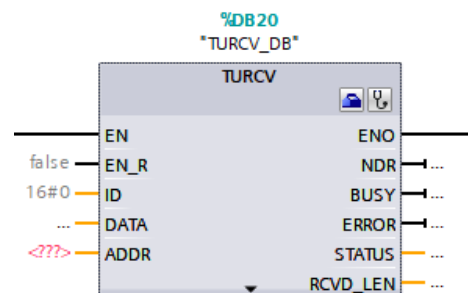 %DB20
"TURCV_DB"
TURCV
EN ENO
false EN_R NDR ...
16#0 ID BUSY ...
... DATA ERROR ...
<???> ADDR STATUS ...
RCVD_LEN ...